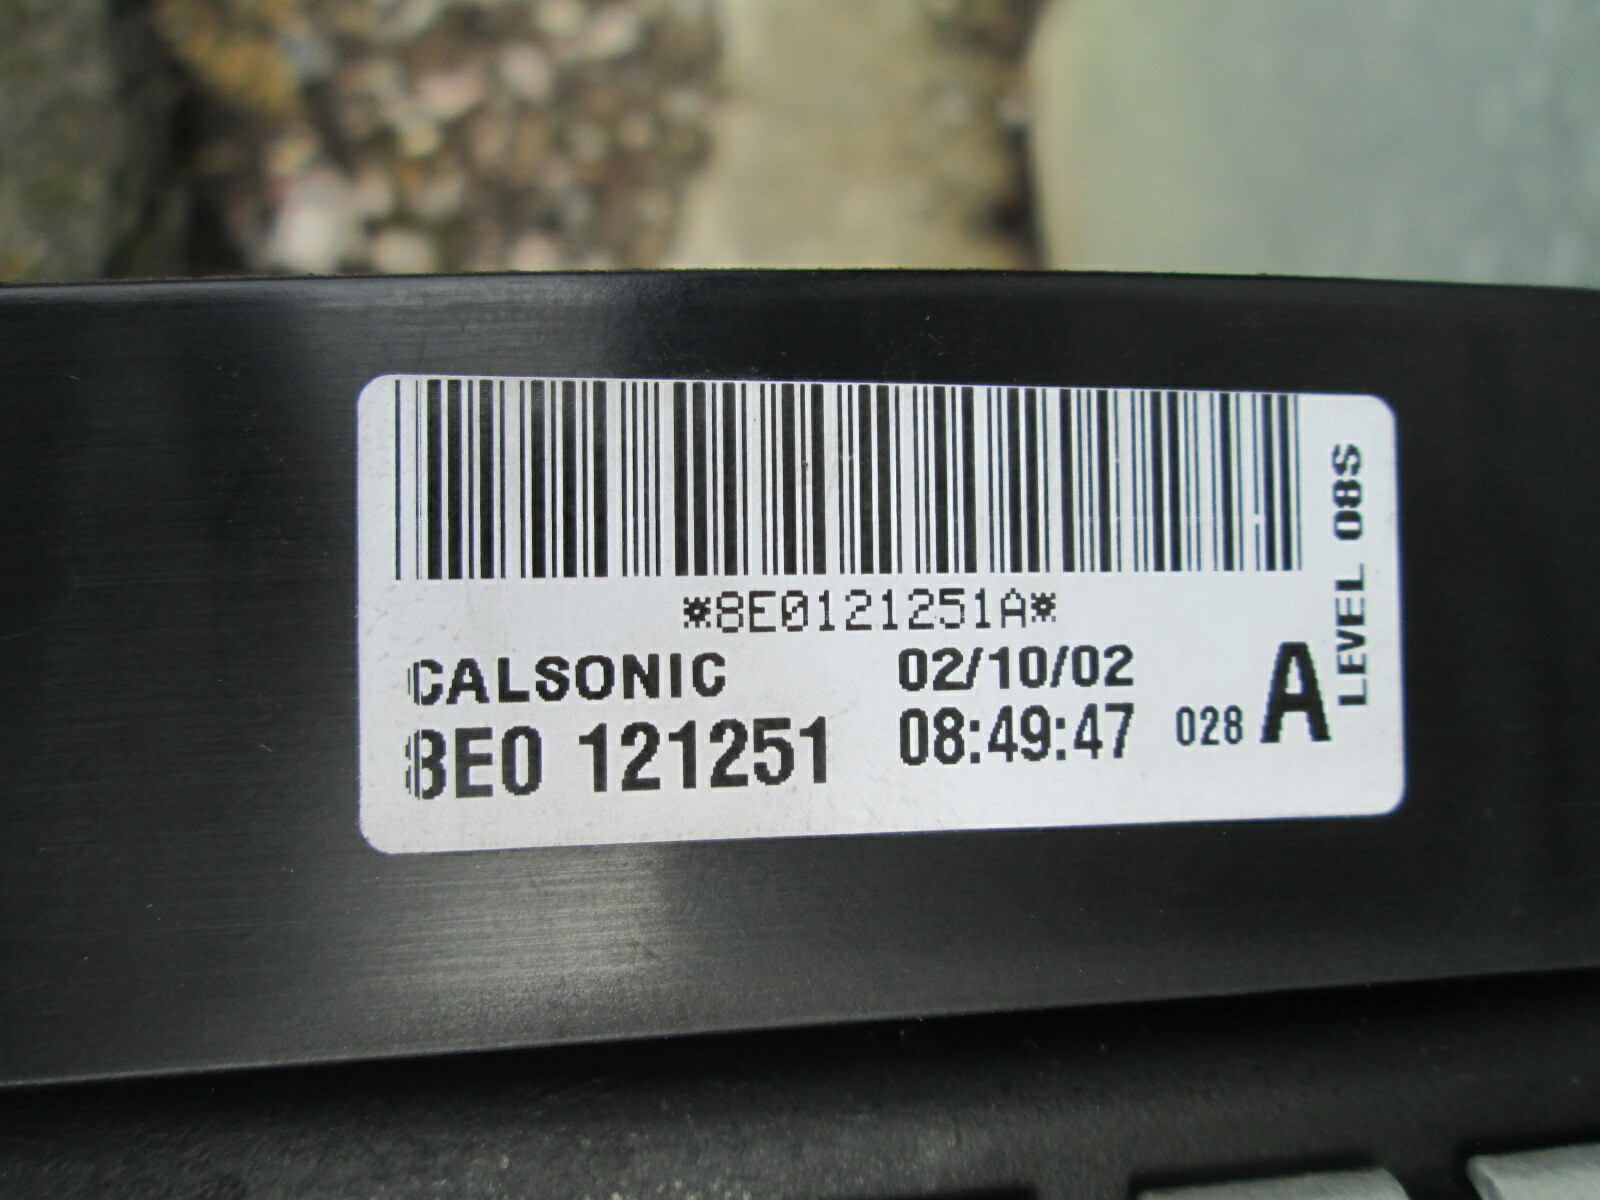 *8E0121251A*
CALSONIC 02/10/02
8E0 121251 08:49:47 028 A
LEVEL 08S